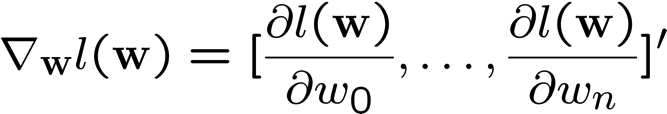 ∇_𝐰 l(𝐰) = [∂l(𝐰)/∂w_0, . . . , ∂l(𝐰)/∂w_n]′